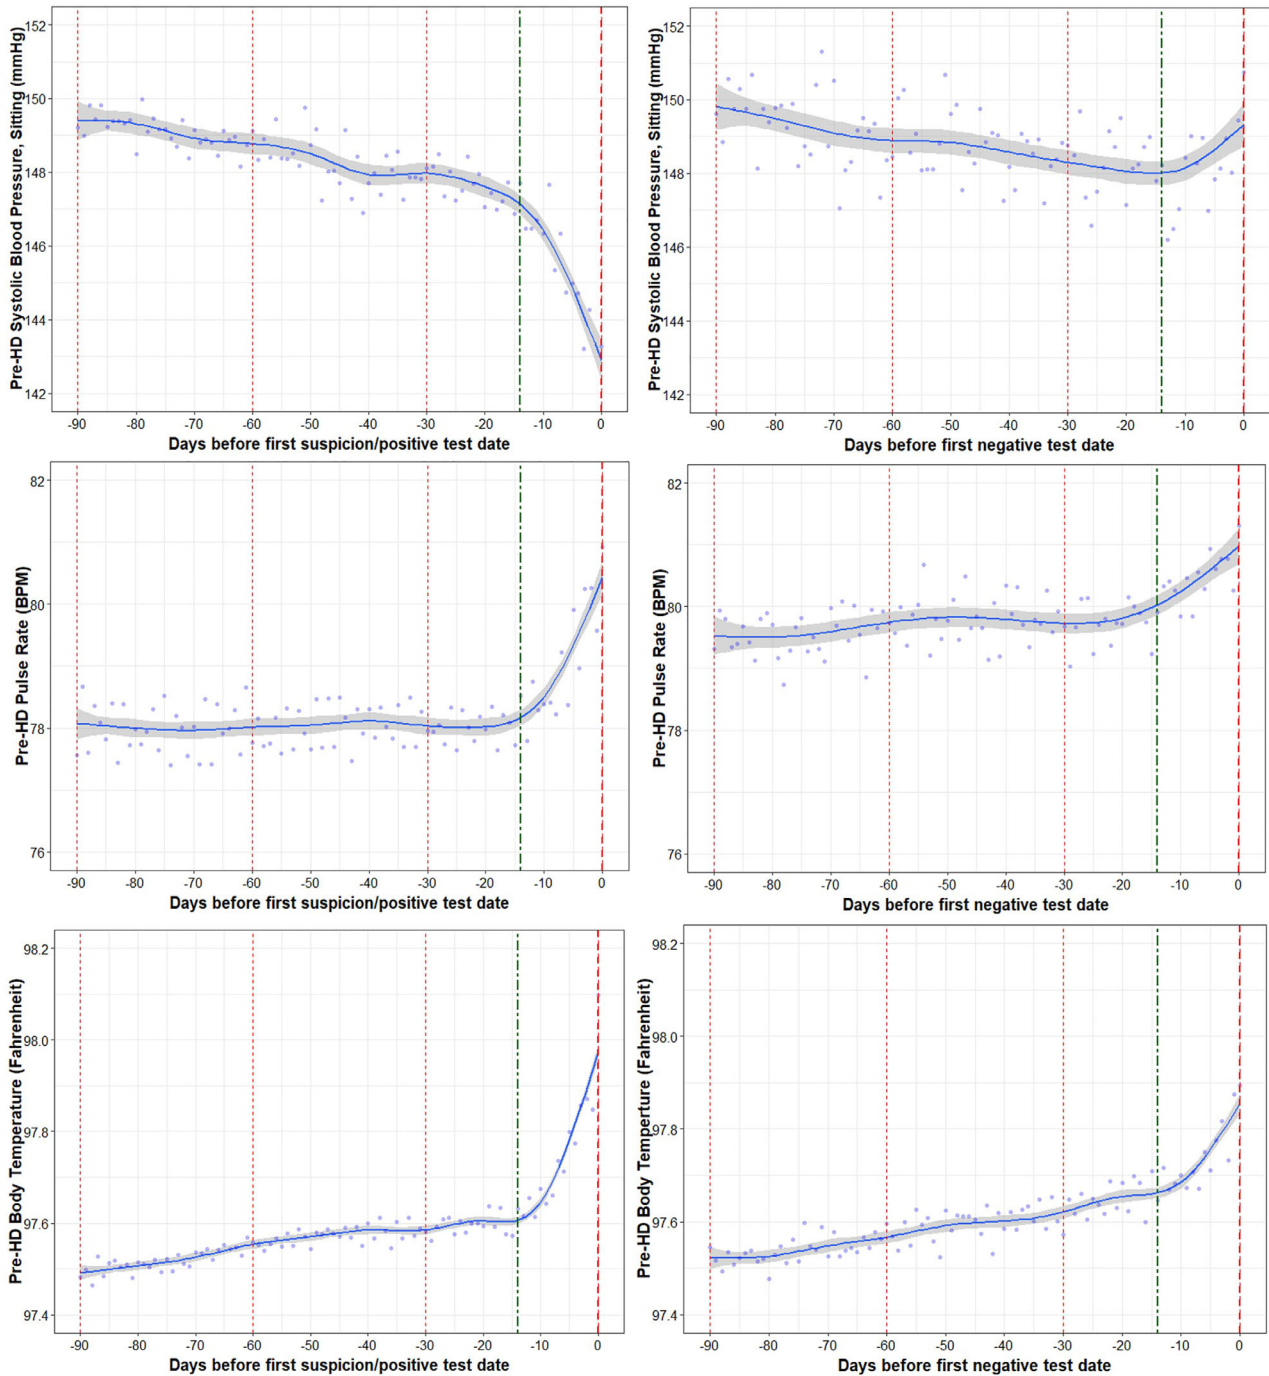 Pre-HD Systolic Blood Pressure, Sitting (mmHg)
152
150
148
146
144
142
-90 -80 -70 -60 -50 -40 -30 -20 -10 0
Days before first suspicion/positive test date
Pre-HD Systolic Blood Pressure, Sitting (mmHg)
152
150
148
146
144
142
-90 -80 -70 -60 -50 -40 -30 -20 -10 0
Days before first negative test date
Pre-HD Pulse Rate (BPM)
82
80
78
76
-90 -80 -70 -60 -50 -40 -30 -20 -10 0
Days before first suspicion/positive test date
Pre-HD Pulse Rate (BPM)
82
80
78
76
-90 -80 -70 -60 -50 -40 -30 -20 -10 0
Days before first negative test date
Pre-HD Body Temperature (Fahrenheit)
98.2
98.0
97.8
97.6
97.4
-90 -80 -70 -60 -50 -40 -30 -20 -10 0
Days before first suspicion/positive test date
Pre-HD Body Temperture (Fahrenheit)
98.2
98.0
97.8
97.6
97.4
-90 -80 -70 -60 -50 -40 -30 -20 -10 0
Days before first negative test date